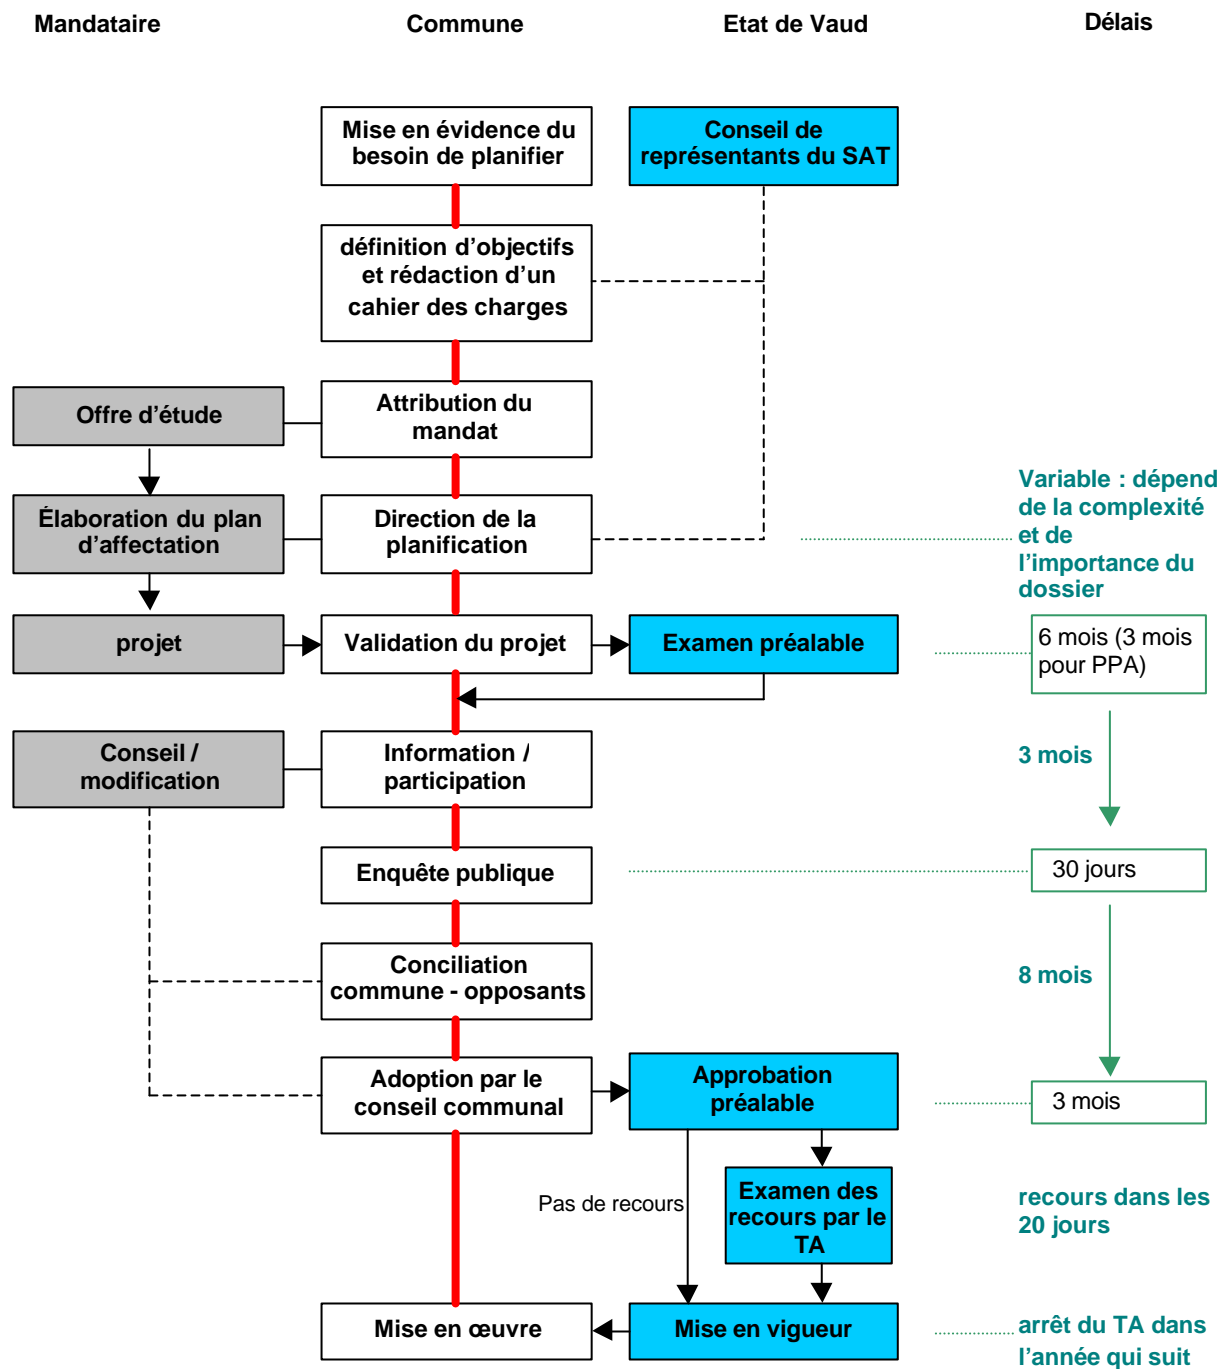 Mandataire
Commune
Etat de Vaud
Délais
Mise en évidence du
besoin de planifier
Conseil de
représentants du SAT
définition d'objectifs
et rédaction d'un
cahier des charges
Offre d'étude
Attribution du
mandat
Élaboration du plan
d'affectation
Direction de la
planification
Variable : dépend
de la complexité
et de
l'importance du
dossier
projet
Validation du projet
Examen préalable
6 mois (3 mois
pour PPA)
Conseil /
modification
Information /
participation
3 mois
Enquête publique
30 jours
Conciliation
commune - opposants
8 mois
Adoption par le
conseil communal
Approbation
préalable
3 mois
Pas de recours
Examen des
recours par le
TA
recours dans les
20 jours
Mise en œuvre
Mise en vigueur
arrêt du TA dans
l'année qui suit